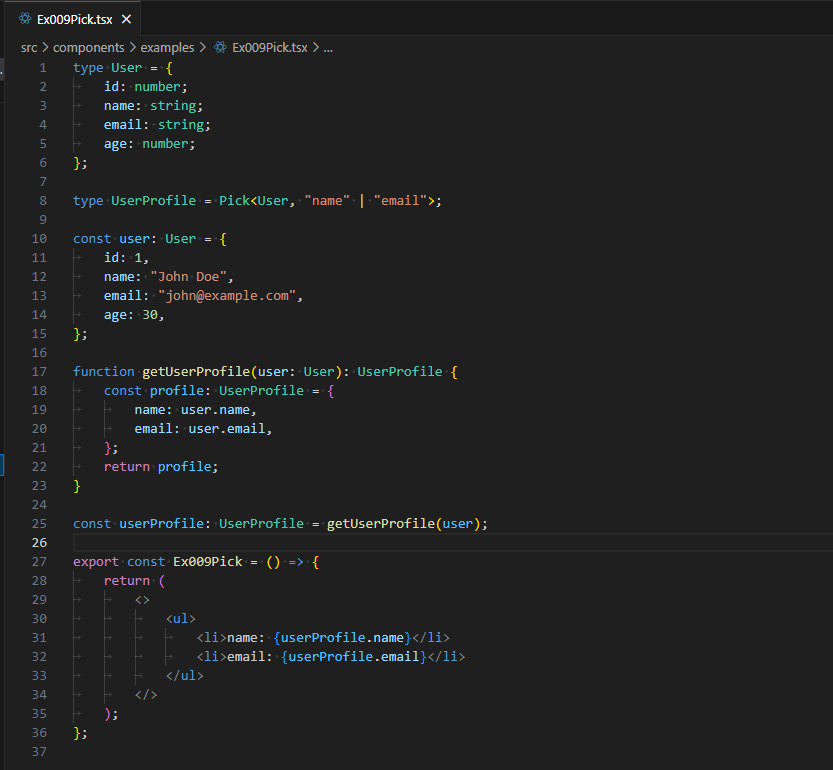 Ex009Pick.tsx
src > components > examples > Ex009Pick.tsx > ...
1 type User = {
2 id: number;
3 name: string;
4 email: string;
5 age: number;
6 };
7
8 type UserProfile = Pick<User, "name" | "email">;
9
10 const user: User = {
11 id: 1,
12 name: "John Doe",
13 email: "john@example.com",
14 age: 30,
15 };
16
17 function getUserProfile(user: User): UserProfile {
18 const profile: UserProfile = {
19 name: user.name,
20 email: user.email,
21 };
22 return profile;
23 }
24
25 const userProfile: UserProfile = getUserProfile(user);
26
27 export const Ex009Pick = () => {
28 return (
29 <>
30 <ul>
31 <li>name: {userProfile.name}</li>
32 <li>email: {userProfile.email}</li>
33 </ul>
34 </>
35 );
36 };
37